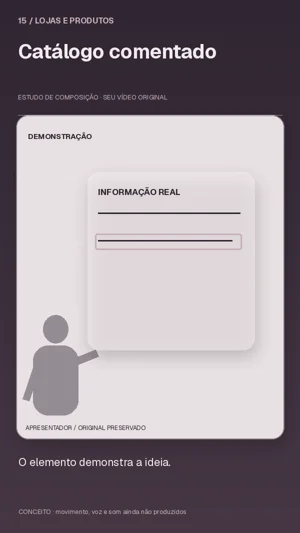 15 / LOJAS E PRODUTOS
Catálogo comentado
ESTUDO DE COMPOSIÇÃO · SEU VÍDEO ORIGINAL
DEMONSTRAÇÃO
INFORMAÇÃO REAL
APRESENTADOR / ORIGINAL PRESERVADO
O elemento demonstra a ideia.
CONCEITO · movimento, voz e som ainda não produzidos